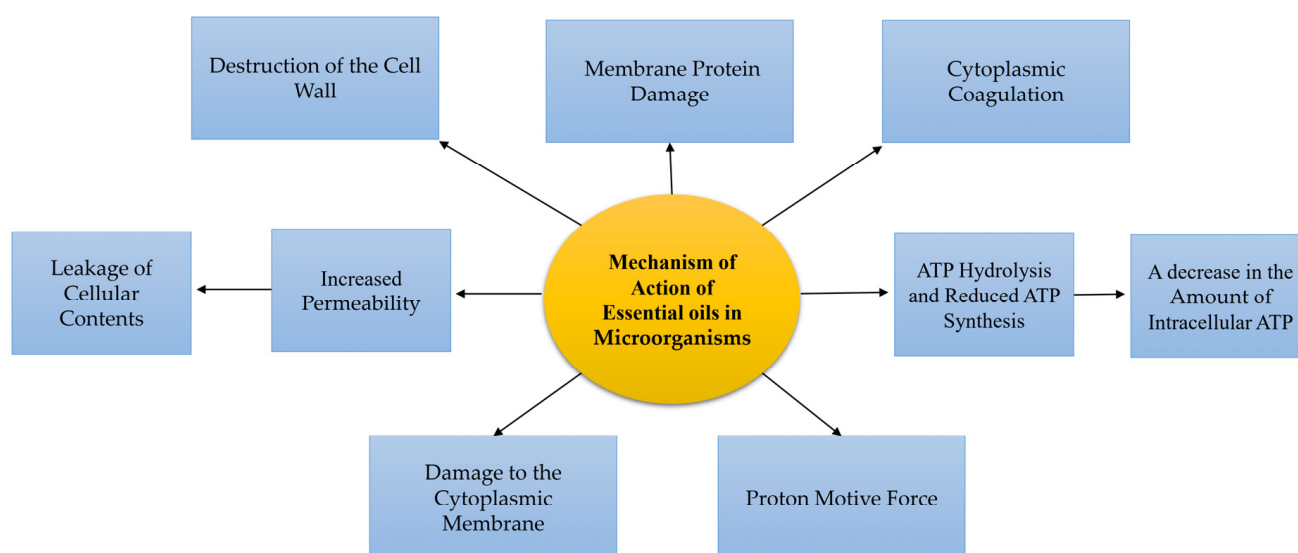 Destruction of the Cell
Wall
Membrane Protein
Damage
Cytoplasmic
Coagulation
Leakage of
Cellular
Contents
Increased
Permeability
Mechanism of
Action of
Essential oils in
Microorganisms
ATP Hydrolysis
and Reduced ATP
Synthesis
A decrease in the
Amount of
Intracellular ATP
Damage to the
Cytoplasmic
Membrane
Proton Motive Force